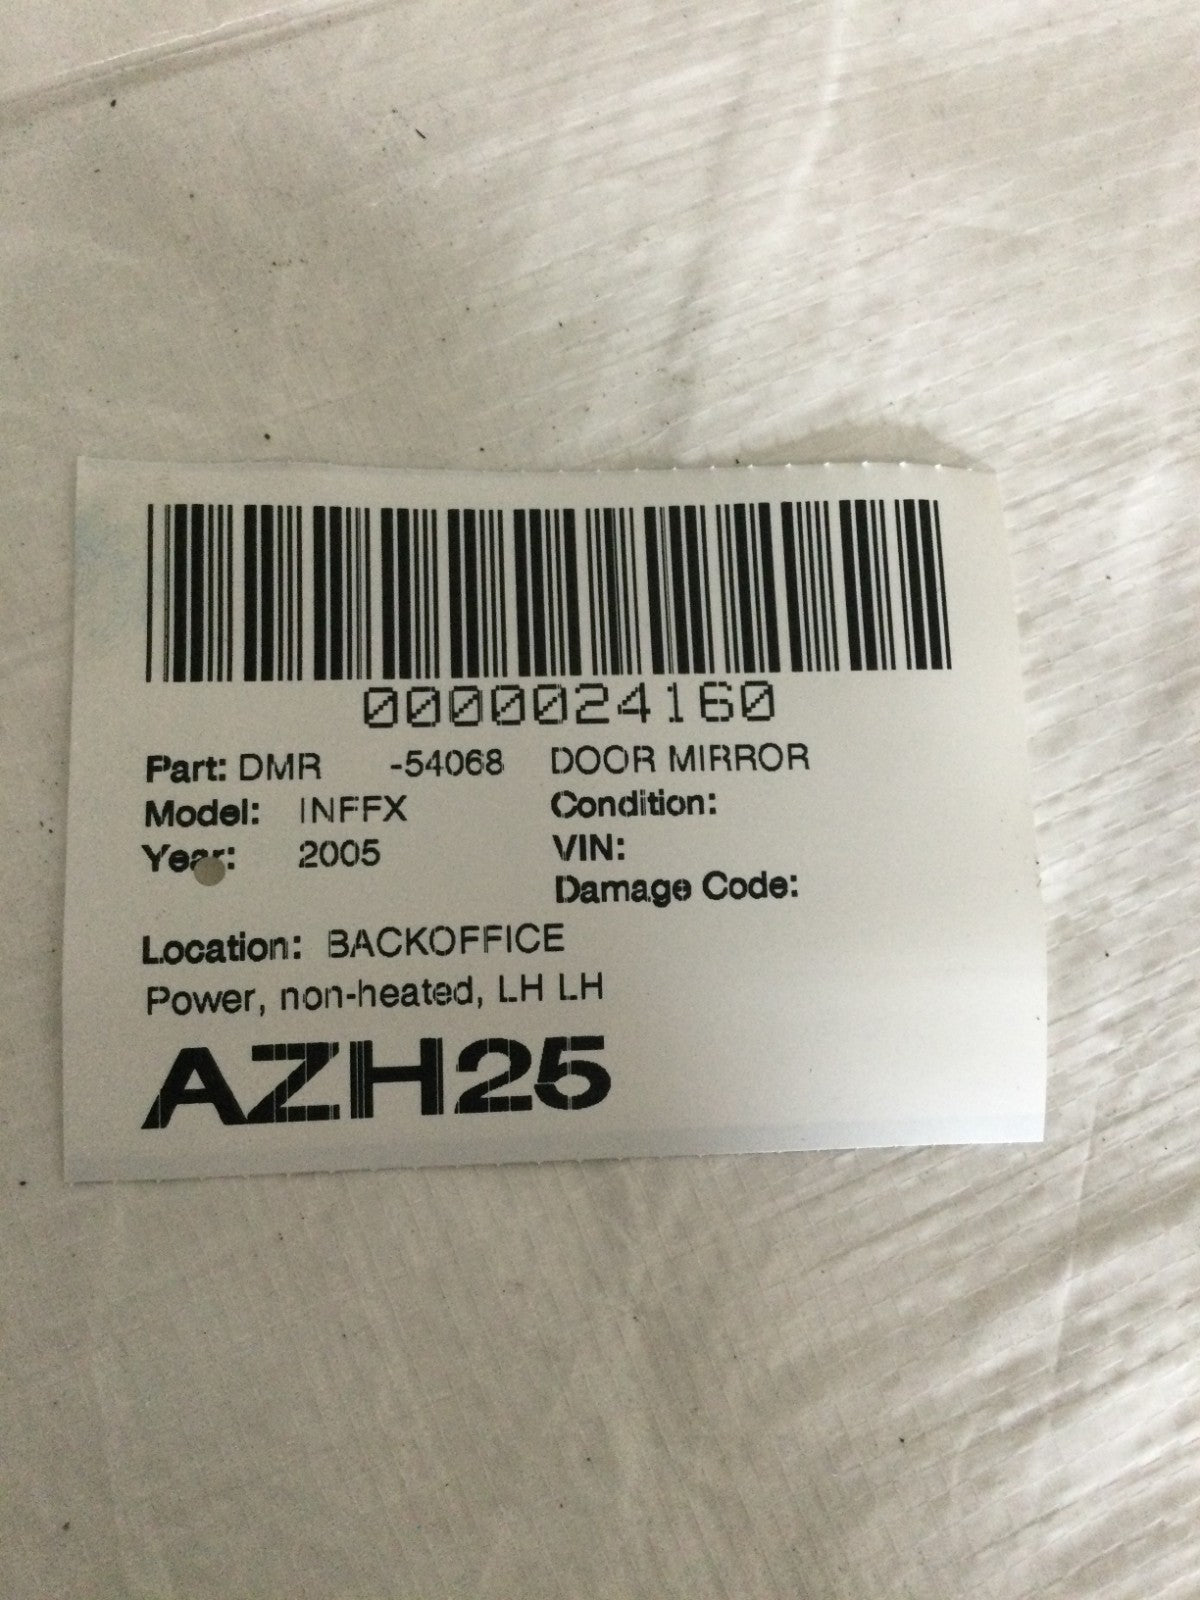 0000024160
Part: DMR -54068 DOOR MIRROR
Model: INFFX Condition:
Year: 2005 VIN:
Damage Code:
Location: BACKOFFICE
Power, non-heated, LH LH
AZH25